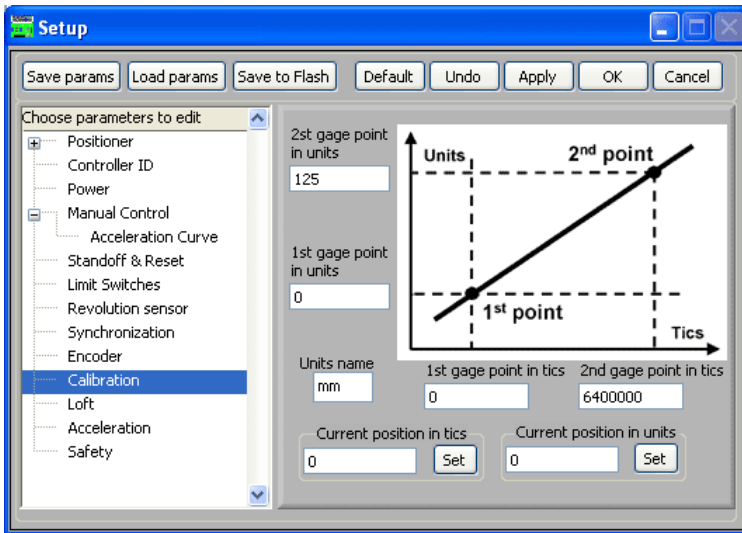 Setup
Save params Load params Save to Flash Default Undo Apply OK Cancel
Choose parameters to edit
Positioner
Controller ID
Power
Manual Control
Acceleration Curve
Standoff & Reset
Limit Switches
Revolution sensor
Synchronization
Encoder
Calibration
Loft
Acceleration
Safety
2st gage point
in units
125
1st gage point
in units
0
Units name
mm
Units
2nd point
1st point
Tics
1st gage point in tics
0
2nd gage point in tics
6400000
Current position in tics
0 Set
Current position in units
0 Set